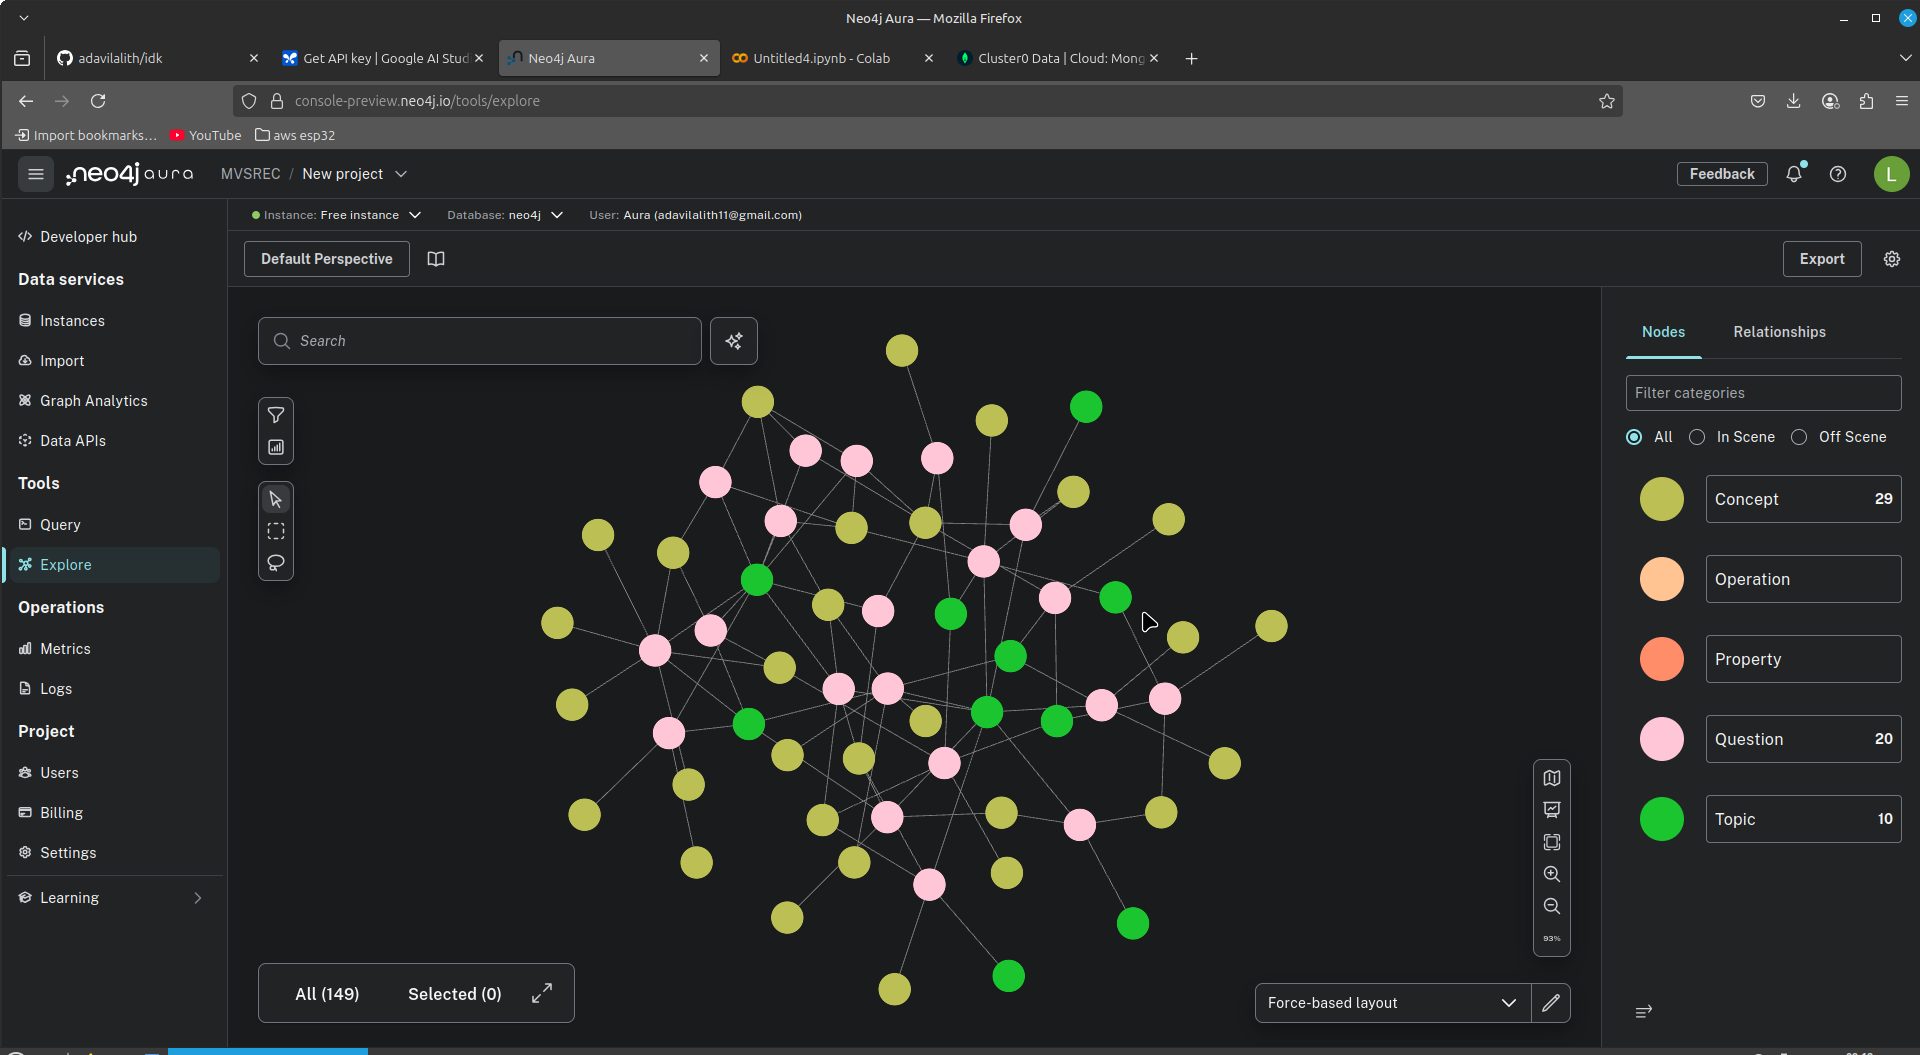 Neo4j Aura — Mozilla Firefox
adavilalith/idk
Get API key | Google AI Stud
Neo4j Aura
Untitled4.ipynb - Colab
Cluster0 Data | Cloud: Mong
console-preview.neo4j.io/tools/explore
Import bookmarks...
YouTube
aws esp32
neo4j aura
MVSREC / New project
Feedback
L
Instance: Free instance
Database: neo4j
User: Aura (adavilalith11@gmail.com)
Developer hub
Data services
Instances
Import
Graph Analytics
Data APIs
Tools
Query
Explore
Operations
Metrics
Logs
Project
Users
Billing
Settings
Learning
Default Perspective
Export
Search
All (149)
Selected (0)
93%
Force-based layout
Nodes
Relationships
Filter categories
All
In Scene
Off Scene
Concept 29
Operation
Property
Question 20
Topic 10